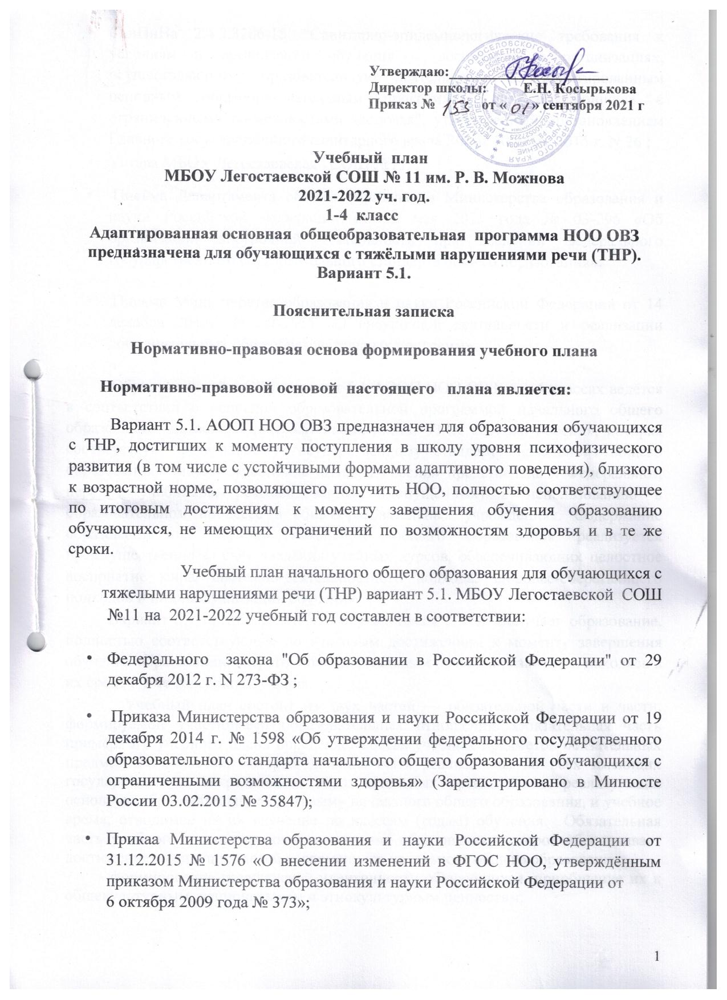 Утверждаю:
Директор школы: Е.Н. Косырькова
Приказ № 153 от « 01 » сентября 2021 г
Учебный план
МБОУ Легостаевской СОШ № 11 им. Р. В. Можнова
2021-2022 уч. год.
1-4 класс
Адаптированная основная общеобразовательная программа НОО ОВЗ
предназначена для обучающихся с тяжёлыми нарушениями речи (ТНР).
Вариант 5.1.
Пояснительная записка
Нормативно-правовая основа формирования учебного плана
Нормативно-правовой основой настоящего плана является:
Вариант 5.1. АООП НОО ОВЗ предназначен для образования обучающихся
с ТНР, достигших к моменту поступления в школу уровня психофизического
развития (в том числе с устойчивыми формами адаптивного поведения), близкого
к возрастной норме, позволяющего получить НОО, полностью соответствующее
по итоговым достижениям к моменту завершения обучения образованию
обучающихся, не имеющих ограничений по возможностям здоровья и в те же
сроки.
Учебный план начального общего образования для обучающихся с
тяжелыми нарушениями речи (ТНР) вариант 5.1. МБОУ Легостаевской СОШ
№11 на 2021-2022 учебный год составлен в соответствии:
• Федерального закона "Об образовании в Российской Федерации" от 29
декабря 2012 г. N 273-ФЗ ;
• Приказа Министерства образования и науки Российской Федерации от 19
декабря 2014 г. № 1598 «Об утверждении федерального государственного
образовательного стандарта начального общего образования обучающихся с
ограниченными возможностями здоровья» (Зарегистрировано в Минюсте
России 03.02.2015 № 35847);
• Прикаа Министерства образования и науки Российской Федерации от
31.12.2015 № 1576 «О внесении изменений в ФГОС НОО, утверждённым
приказом Министерства образования и науки Российской Федерации от
6 октября 2009 года № 373»;
1